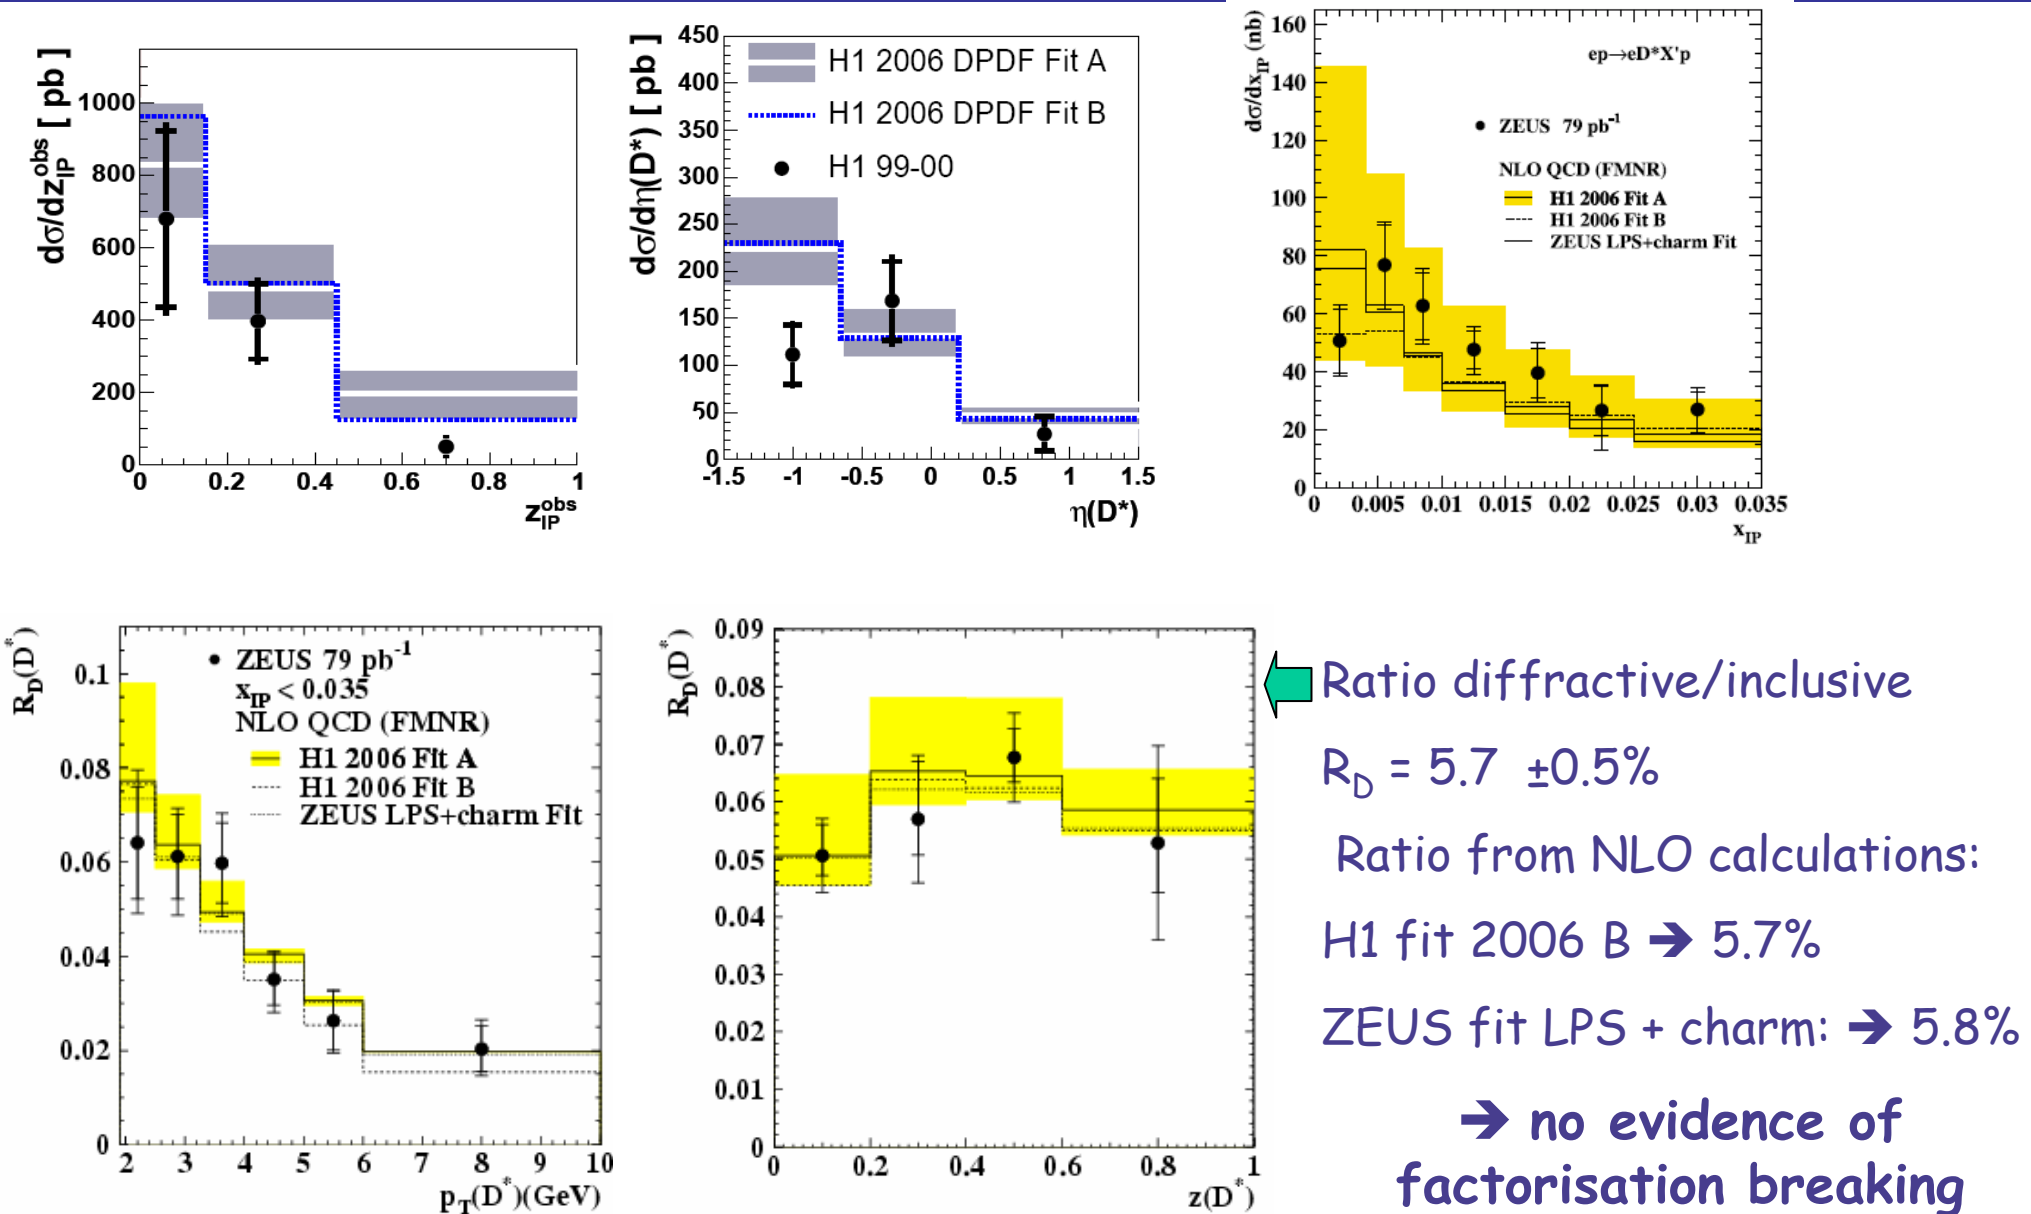 dσ/dz_IP^obs [ pb ]
1000
800
600
400
200
0
0 0.2 0.4 0.6 0.8 1
z_IP^obs
dσ/dη(D*) [ pb ]
450
400
350
300
250
200
150
100
50
0
-1.5 -1 -0.5 0 0.5 1 1.5
η(D*)
H1 2006 DPDF Fit A
H1 2006 DPDF Fit B
H1 99-00
dσ/dx_IP (nb)
160
140
120
100
80
60
40
20
0
0 0.005 0.01 0.015 0.02 0.025 0.03 0.035
x_IP
ep→eD*X'p
ZEUS 79 pb⁻¹
NLO QCD (FMNR)
H1 2006 Fit A
H1 2006 Fit B
ZEUS LPS+charm Fit
R_D(D*)
0.1
0.08
0.06
0.04
0.02
0
2 3 4 5 6 7 8 9 10
p_T(D*)(GeV)
ZEUS 79 pb⁻¹
x_IP < 0.035
NLO QCD (FMNR)
H1 2006 Fit A
H1 2006 Fit B
ZEUS LPS+charm Fit
R_D(D*)
0.09
0.08
0.07
0.06
0.05
0.04
0.03
0.02
0.01
0
0 0.2 0.4 0.6 0.8 1
z(D*)
Ratio diffractive/inclusive
R_D = 5.7 ±0.5%
Ratio from NLO calculations:
H1 fit 2006 B ➔ 5.7%
ZEUS fit LPS + charm: ➔ 5.8%
➔ no evidence of
factorisation breaking